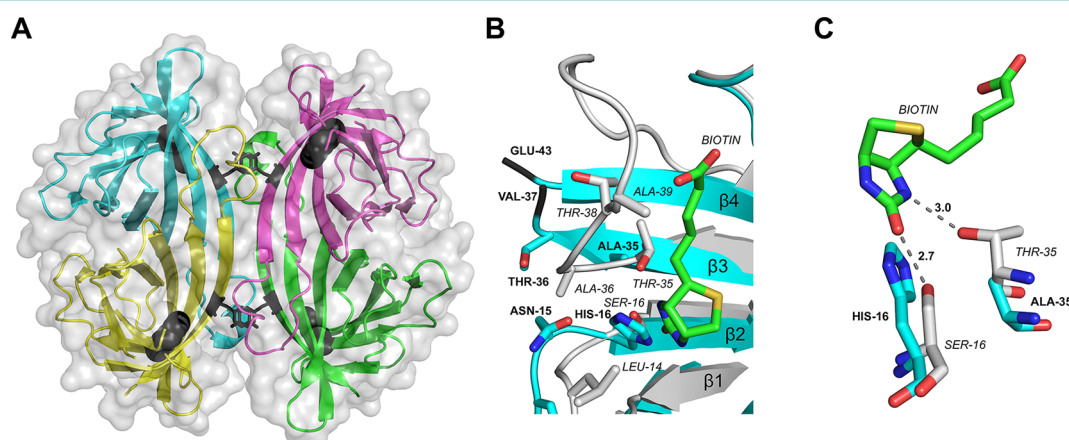 A
B
C
BIOTIN
GLU-43
VAL-37
ALA-39
THR-38
β4
ALA-35
β3
THR-36
ALA-36
THR-35
ASN-15
HIS-16
SER-16
β2
LEU-14
β1
BIOTIN
3.0
2.7
THR-35
ALA-35
HIS-16
SER-16